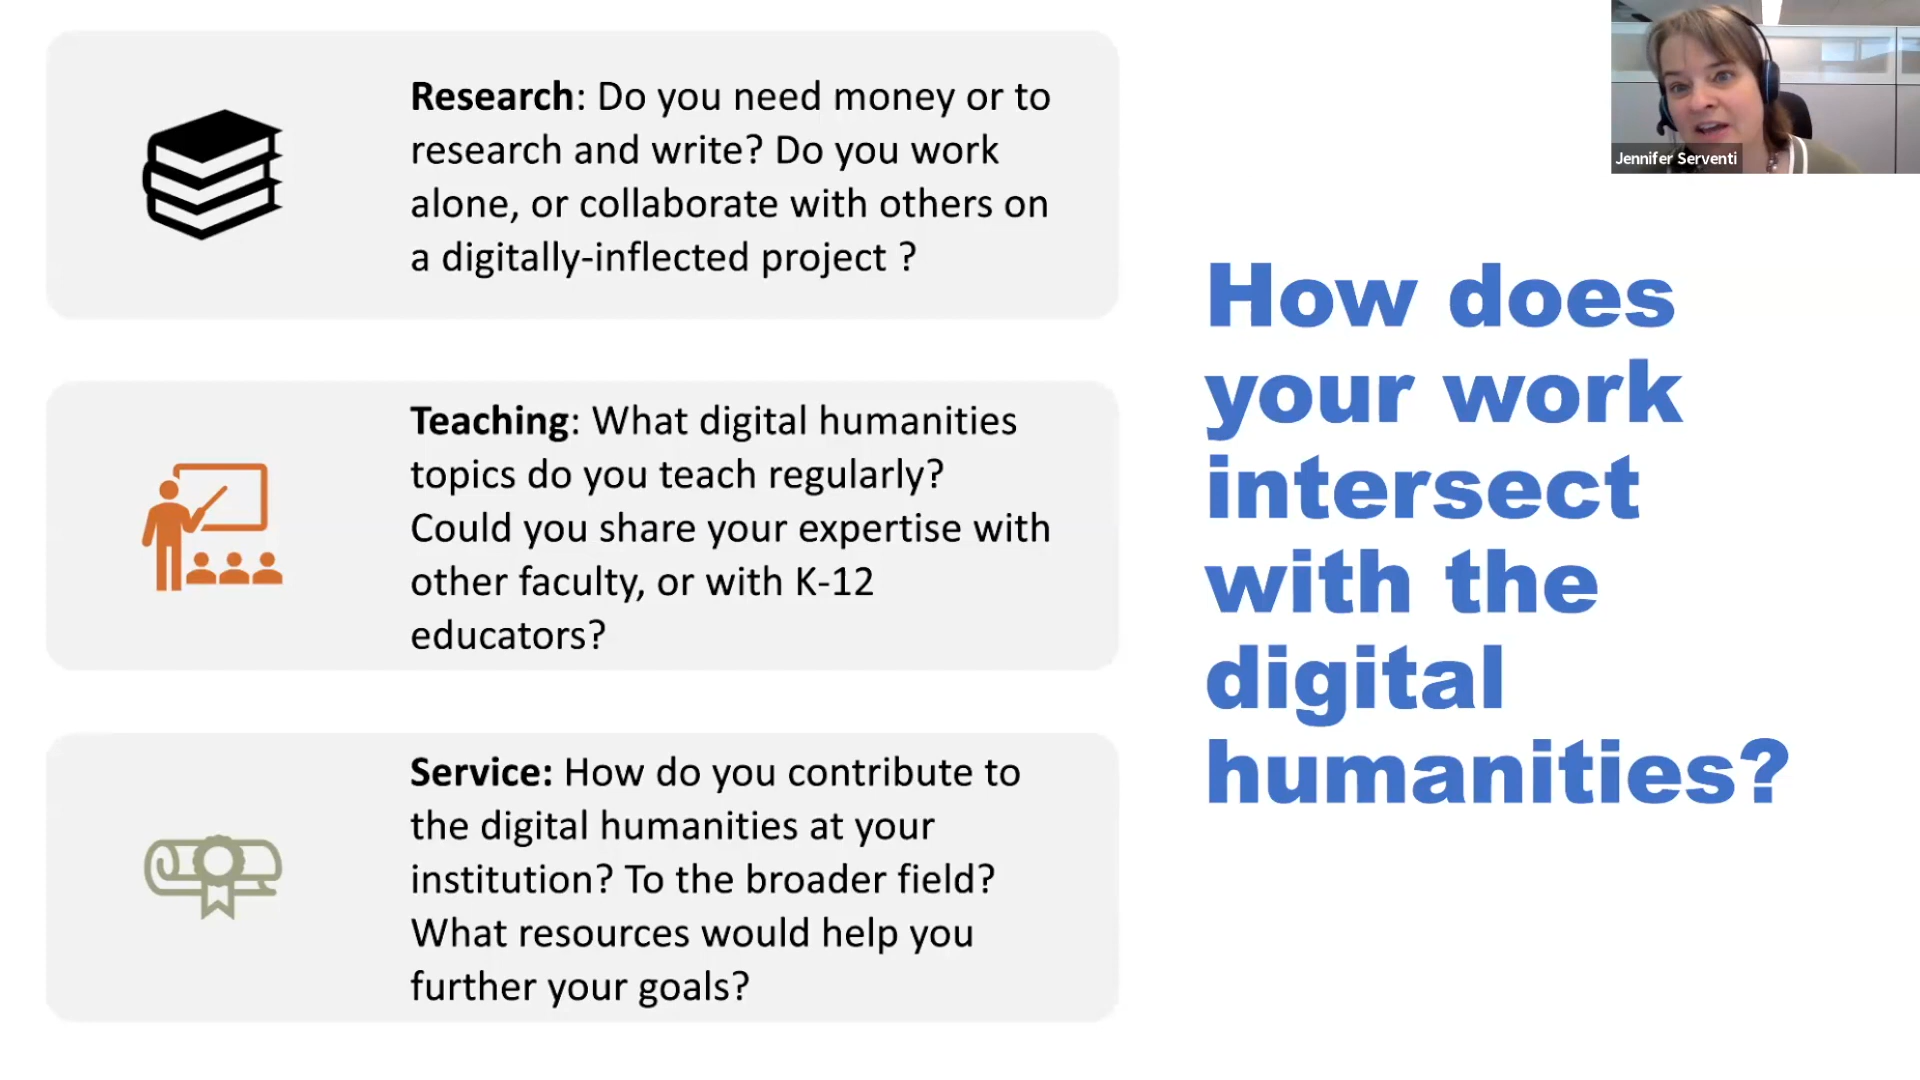 Research: Do you need money or to
research and write? Do you work
alone, or collaborate with others on
a digitally-inflected project ?
Teaching: What digital humanities
topics do you teach regularly?
Could you share your expertise with
other faculty, or with K-12
educators?
Service: How do you contribute to
the digital humanities at your
institution? To the broader field?
What resources would help you
further your goals?
Jennifer Serventi
How does
your work
intersect
with the
digital
humanities?